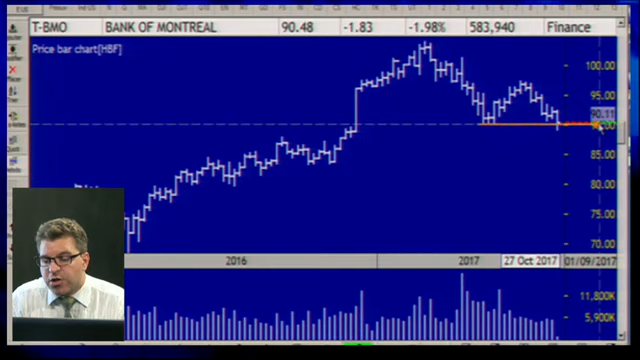 T-BMO BANK OF MONTREAL 90.48 -1.83 -1.98% 583,940 Finance
Price bar chart[HBF]
100.00
95.00
90.11
85.00
80.00
75.00
70.00
2016 2017 27 Oct 2017 01/09/2017
11,800K
5,900K